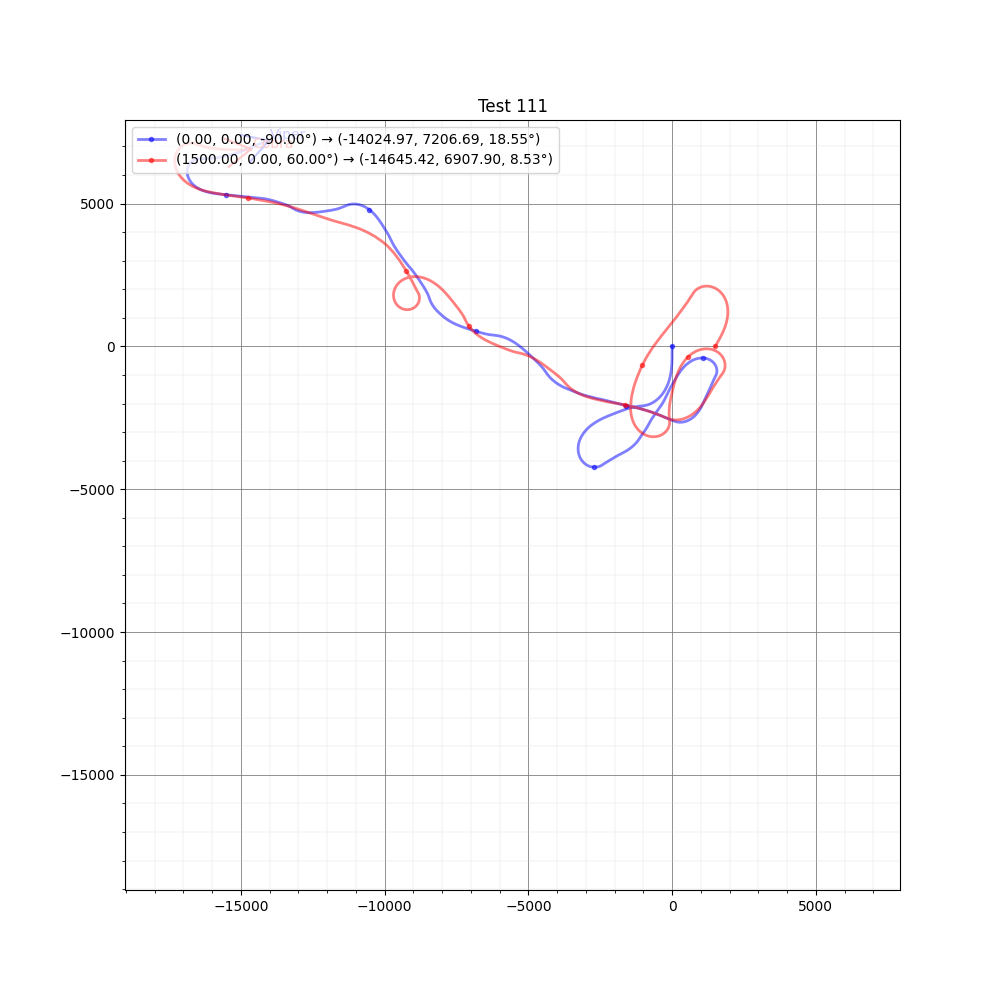 Test 111
(0.00, 0.00, -90.00°) → (-14024.97, 7206.69, 18.55°)
(1500.00, 0.00, 60.00°) → (-14645.42, 6907.90, 8.53°)
5000
0
−5000
−10000
−15000
−15000 −10000 −5000 0 5000